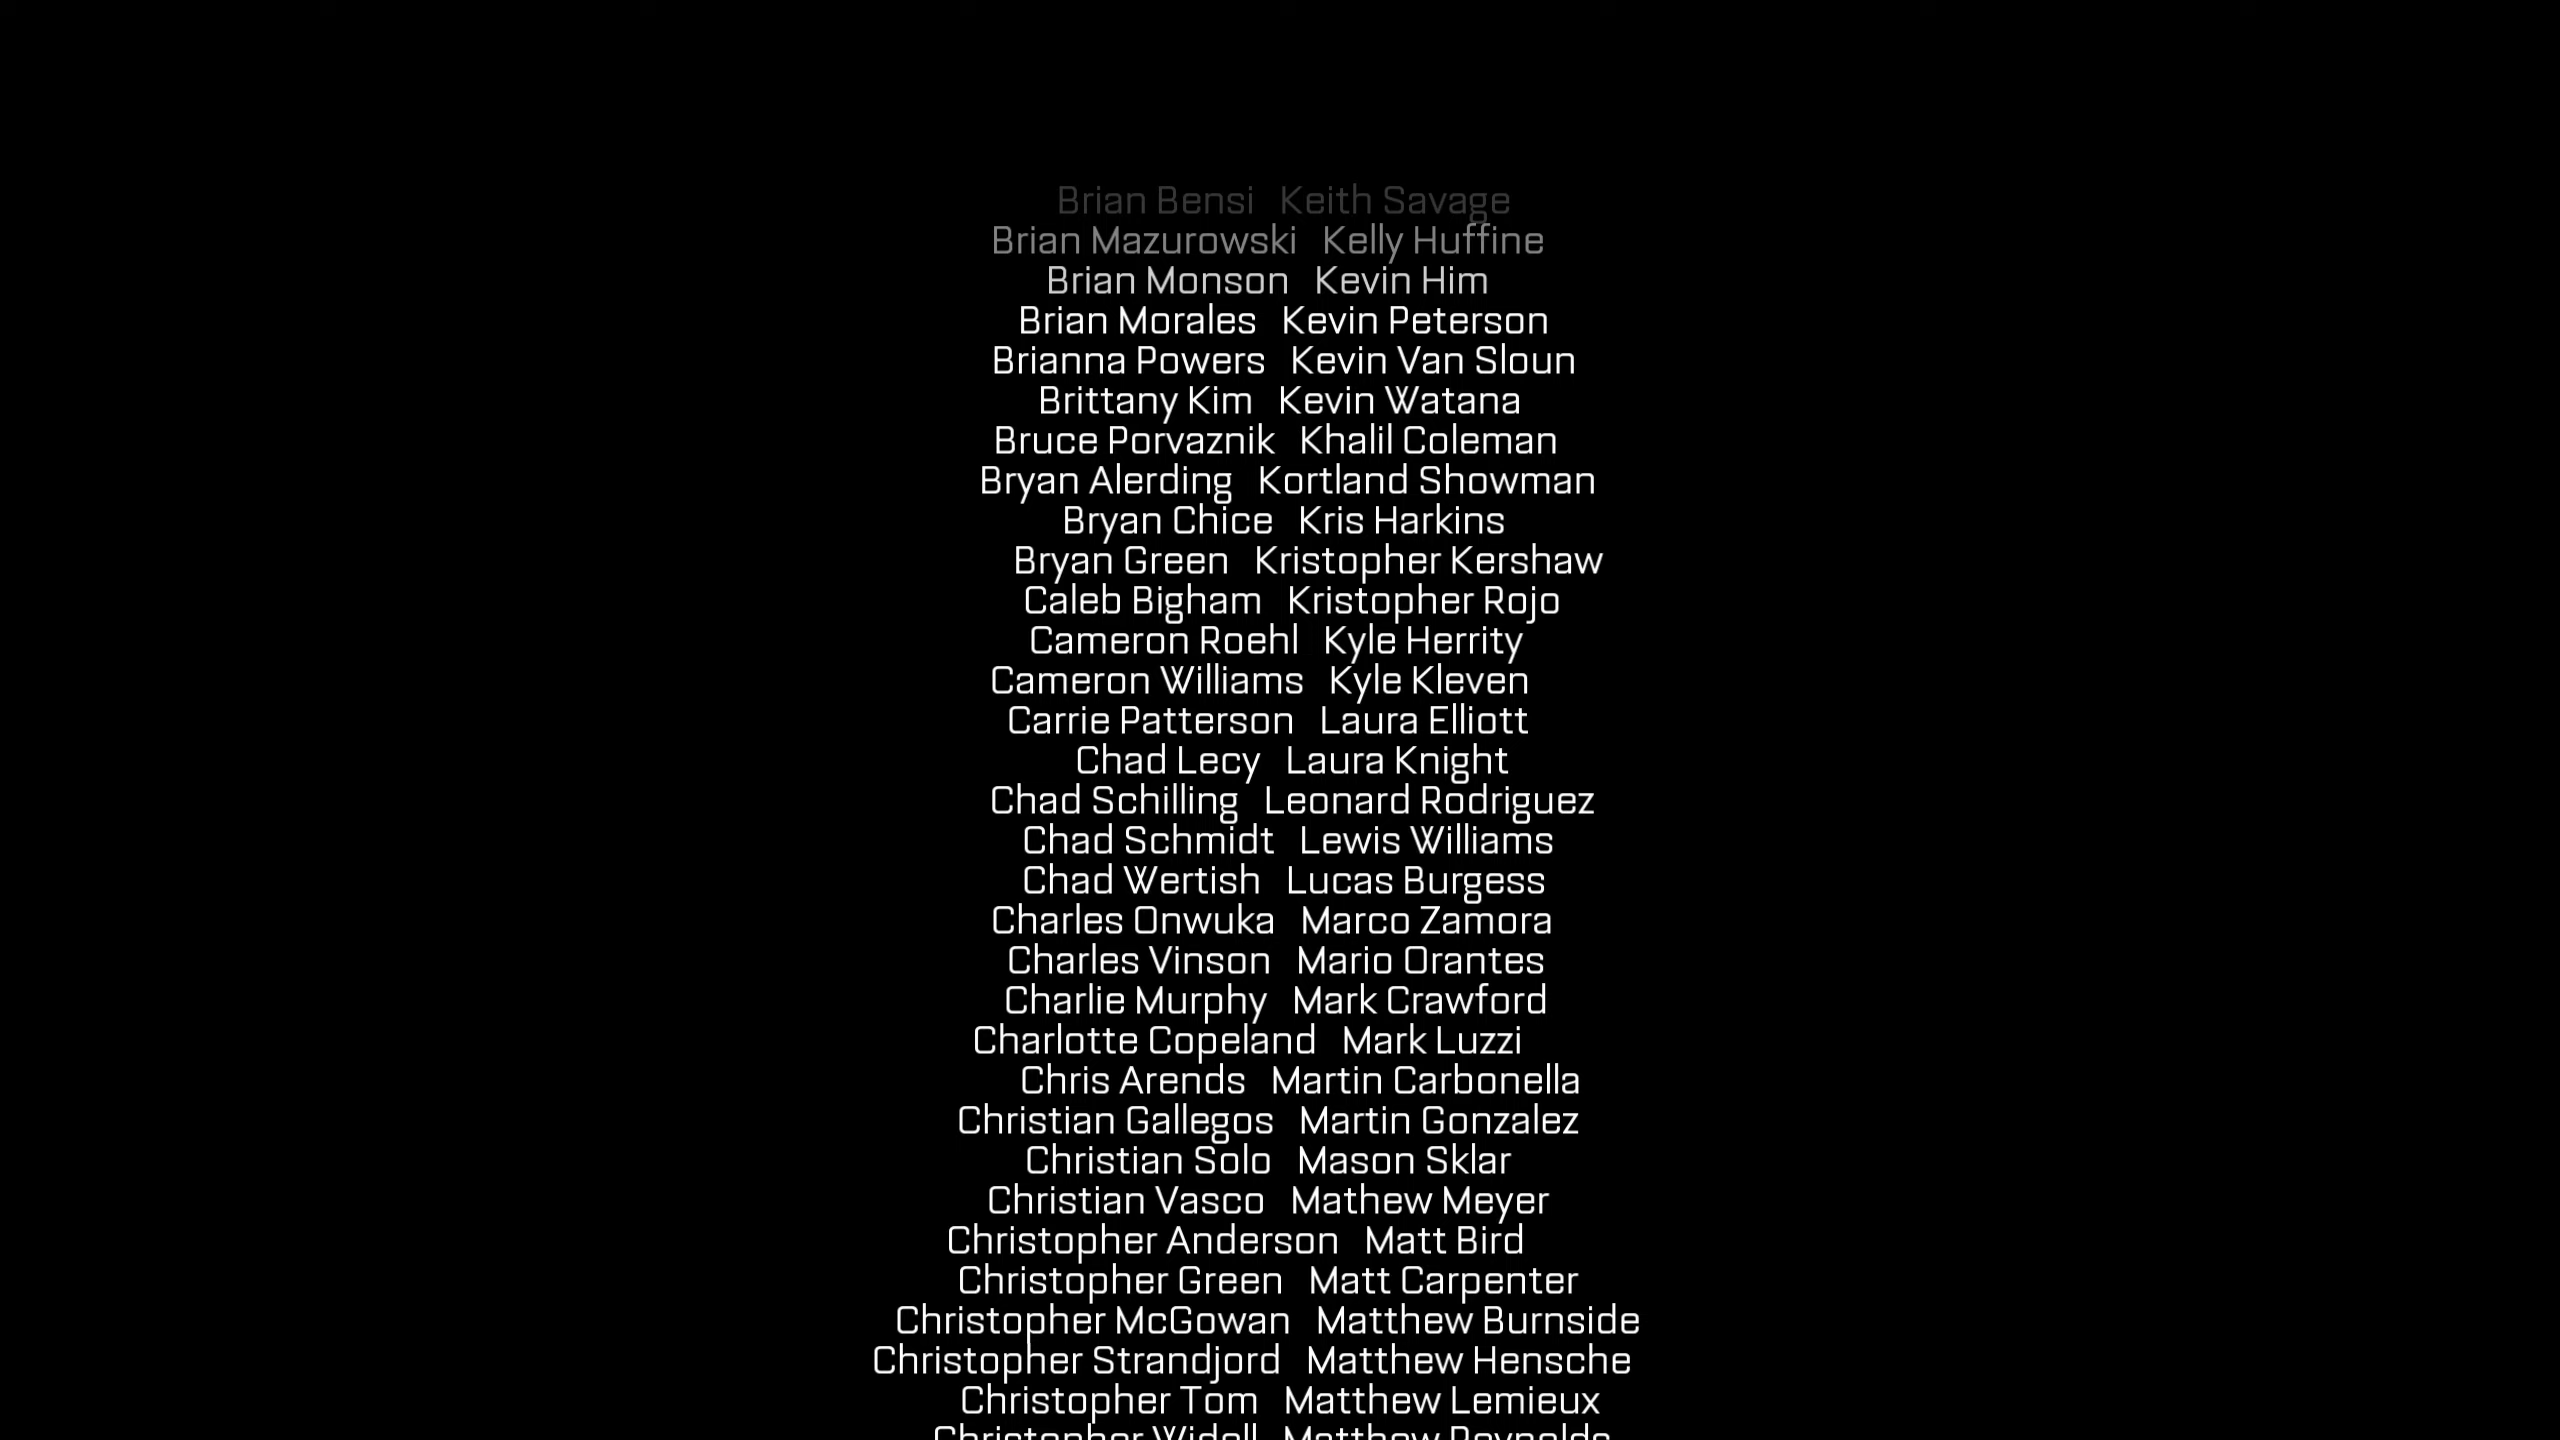 Brian Bensi Keith Savage
Brian Mazurowski Kelly Huffine
Brian Monson Kevin Him
Brian Morales Kevin Peterson
Brianna Powers Kevin Van Sloun
Brittany Kim Kevin Watana
Bruce Porvaznik Khalil Coleman
Bryan Alerding Kortland Showman
Bryan Chice Kris Harkins
Bryan Green Kristopher Kershaw
Caleb Bigham Kristopher Rojo
Cameron Roehl Kyle Herrity
Cameron Williams Kyle Kleven
Carrie Patterson Laura Elliott
Chad Lecy Laura Knight
Chad Schilling Leonard Rodriguez
Chad Schmidt Lewis Williams
Chad Wertish Lucas Burgess
Charles Onwuka Marco Zamora
Charles Vinson Mario Orantes
Charlie Murphy Mark Crawford
Charlotte Copeland Mark Luzzi
Chris Arends Martin Carbonella
Christian Gallegos Martin Gonzalez
Christian Solo Mason Sklar
Christian Vasco Mathew Meyer
Christopher Anderson Matt Bird
Christopher Green Matt Carpenter
Christopher McGowan Matthew Burnside
Christopher Strandjord Matthew Hensche
Christopher Tom Matthew Lemieux
Christopher Widell Matthew Reynolds